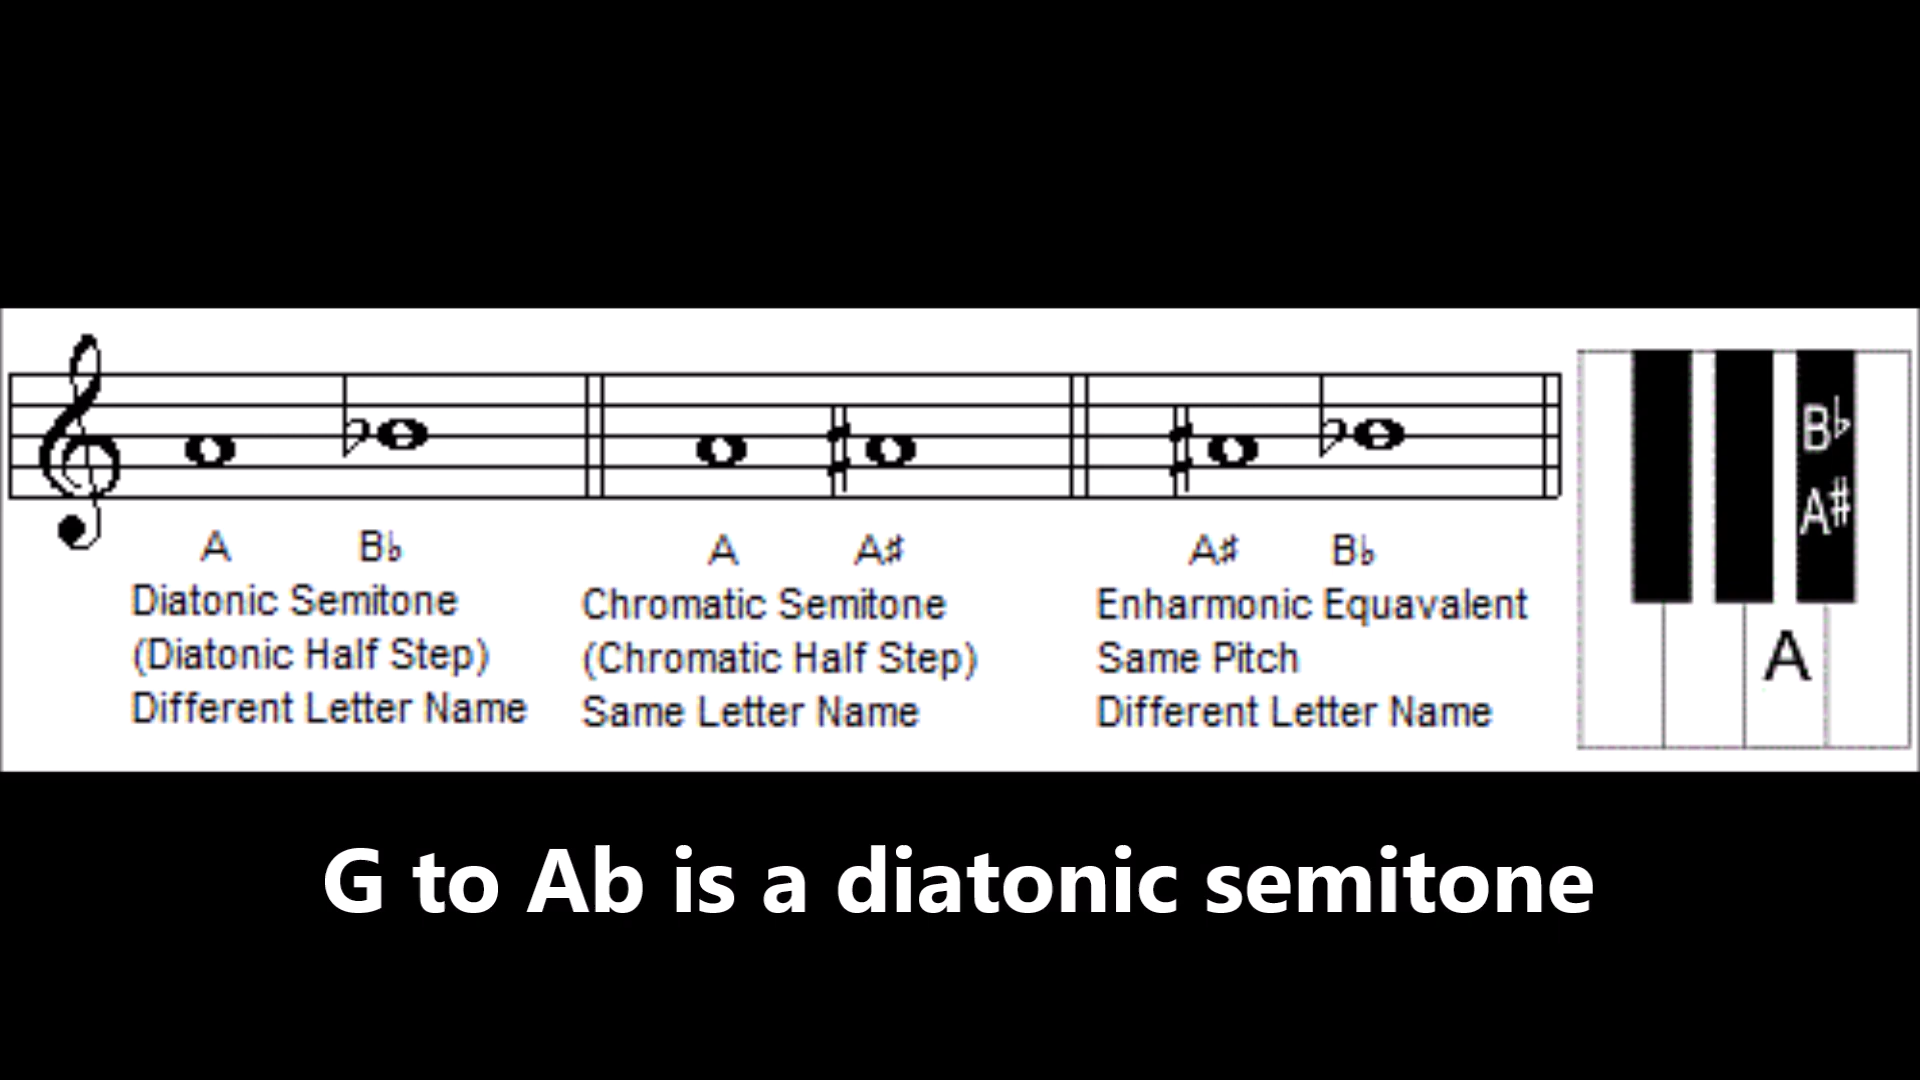 A B♭
Diatonic Semitone
(Diatonic Half Step)
Different Letter Name
A A♯
Chromatic Semitone
(Chromatic Half Step)
Same Letter Name
A♯ B♭
Enharmonic Equavalent
Same Pitch
Different Letter Name
B♭
A♯
A
G to Ab is a diatonic semitone